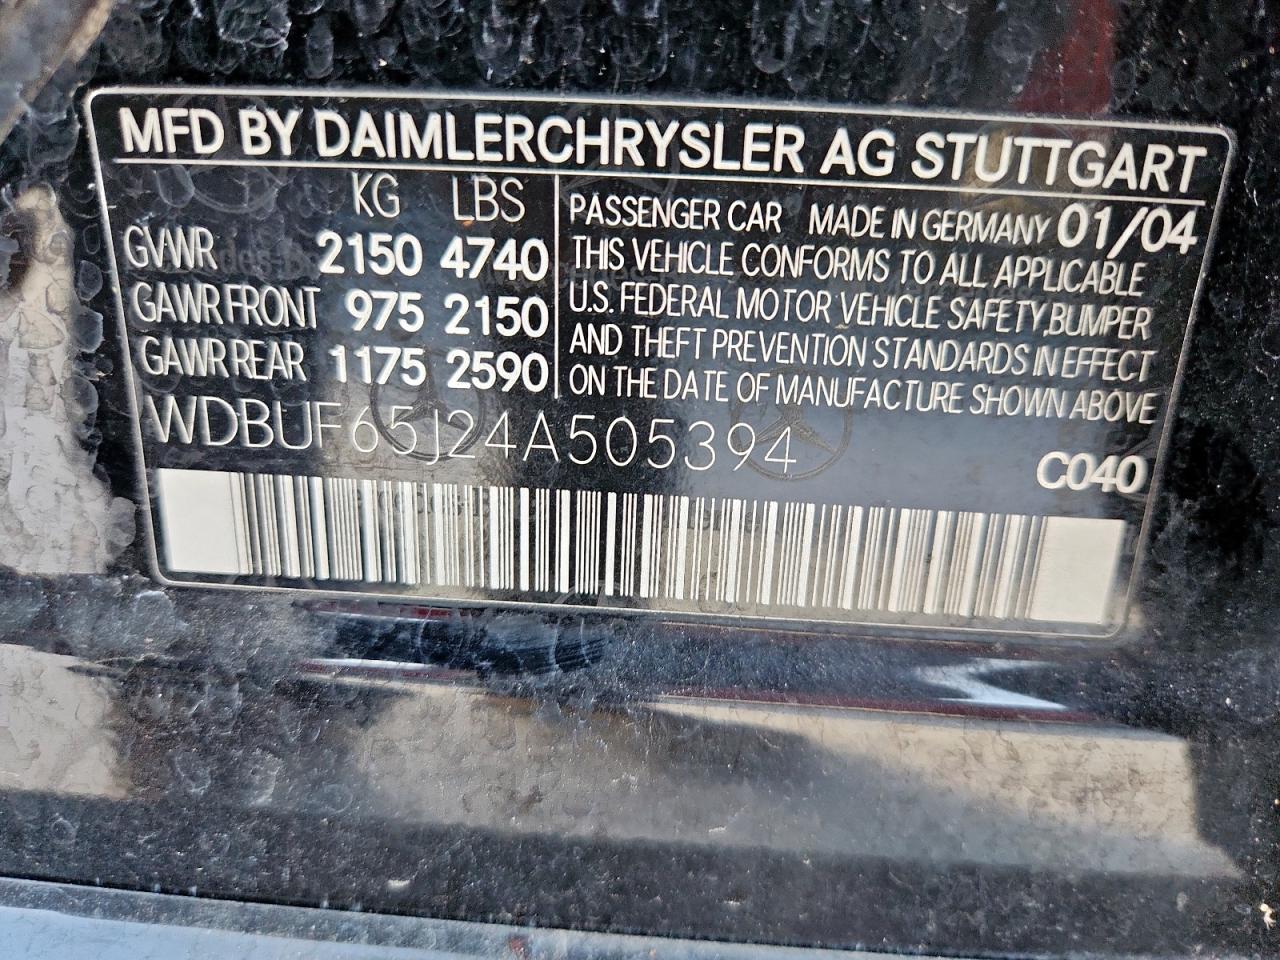 MFD BY DAIMLERCHRYSLER AG STUTTGART
KG LBS
GVWR 2150 4740
GAWR FRONT 975 2150
GAWR REAR 1175 2590
PASSENGER CAR MADE IN GERMANY 01/04
THIS VEHICLE CONFORMS TO ALL APPLICABLE
U.S. FEDERAL MOTOR VEHICLE SAFETY, BUMPER
AND THEFT PREVENTION STANDARDS IN EFFECT
ON THE DATE OF MANUFACTURE SHOWN ABOVE
WDBUF65J24A505394
C040